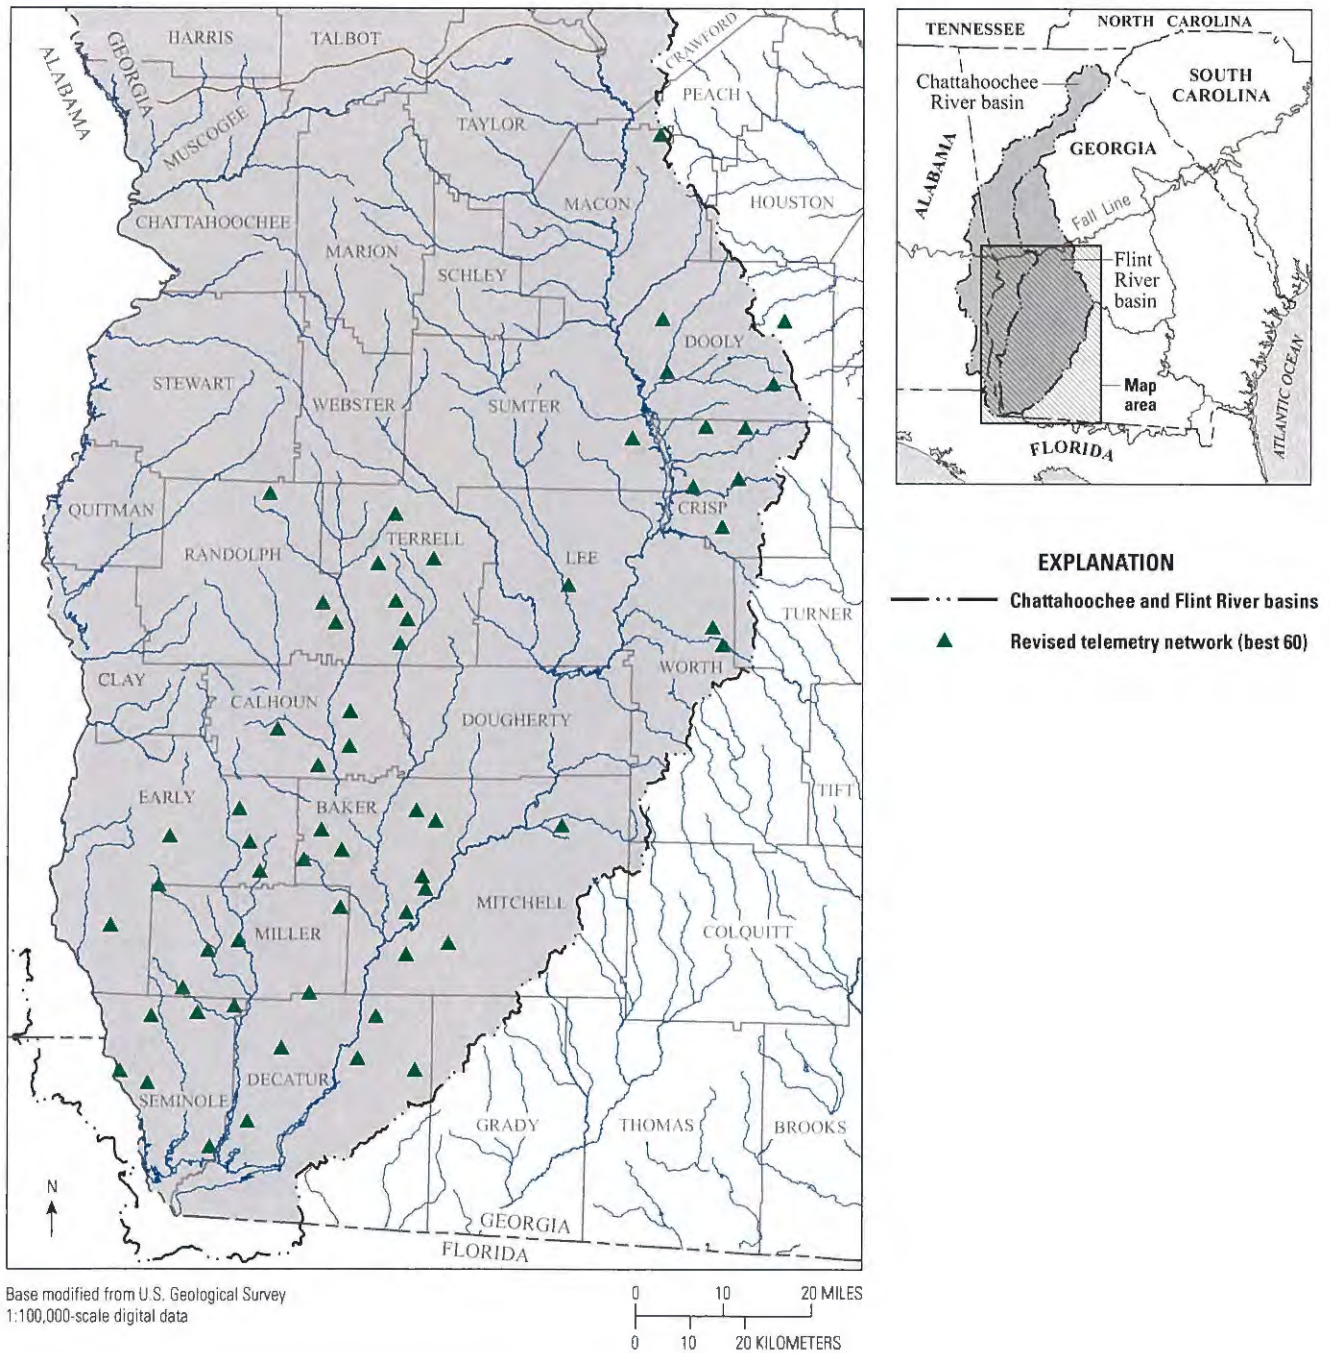 HARRIS
TALBOT
CRAWFORD
GEORGIA
ALABAMA
PEACH
MUSCOGEE
TAYLOR
MACON
HOUSTON
CHATTAHOOCHEE
MARION
SCHLEY
DOOLY
STEWART
WEBSTER
SUMTER
QUITMAN
CRISP
TERRELL
RANDOLPH
LEE
TURNER
WORTH
CLAY
CALHOUN
DOUGHERTY
TIFT
EARLY
BAKER
MITCHELL
COLQUITT
MILLER
DECATUR
SEMINOLE
GRADY
THOMAS
BROOKS
N
GEORGIA
FLORIDA
Base modified from U.S. Geological Survey
1:100,000-scale digital data
0 10 20 MILES
0 10 20 KILOMETERS
TENNESSEE
NORTH CAROLINA
Chattahoochee
River basin
SOUTH
CAROLINA
ALABAMA
GEORGIA
Fall Line
Flint
River
basin
Map
area
FLORIDA
ATLANTIC OCEAN
EXPLANATION
Chattahoochee and Flint River basins
Revised telemetry network (best 60)